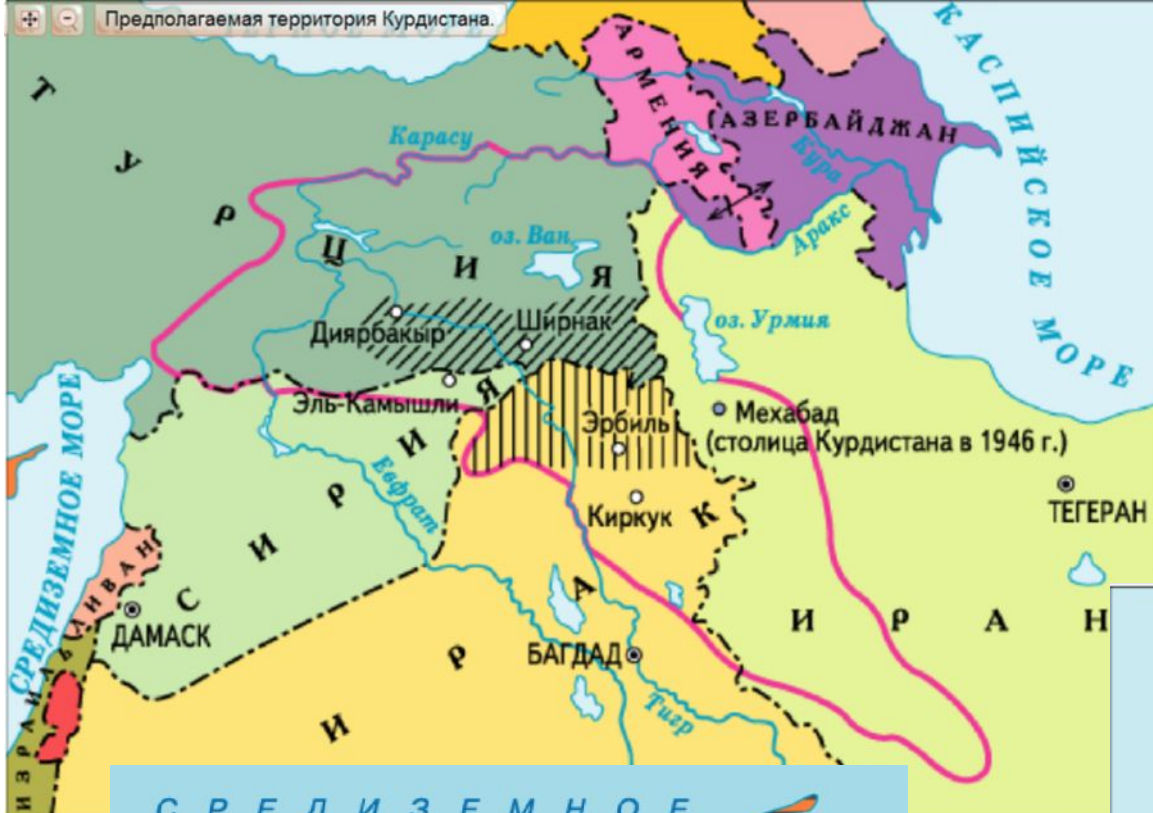 Предполагаемая территория Курдистана.
ЧЕРНОЕ МОРЕ
КАСПИЙСКОЕ МОРЕ
ТУРЦИЯ
АРМЕНИЯ
АЗЕРБАЙДЖАН
Карасу
Кура
Аракс
оз. Ван
оз. Урмия
Диярбакыр
Ширнак
Эль-Камышли
Эрбиль
Мехабад
(столица Курдистана в 1946 г.)
ТЕГЕРАН
Киркук
СРЕДИЗЕМНОЕ МОРЕ
СИРИЯ
Евфрат
ЛИВАН
ДАМАСК
ИРАК
ИРАН
БАГДАД
Тигр
ИЗРАИЛЬ
СРЕДИЗЕМНОЕ